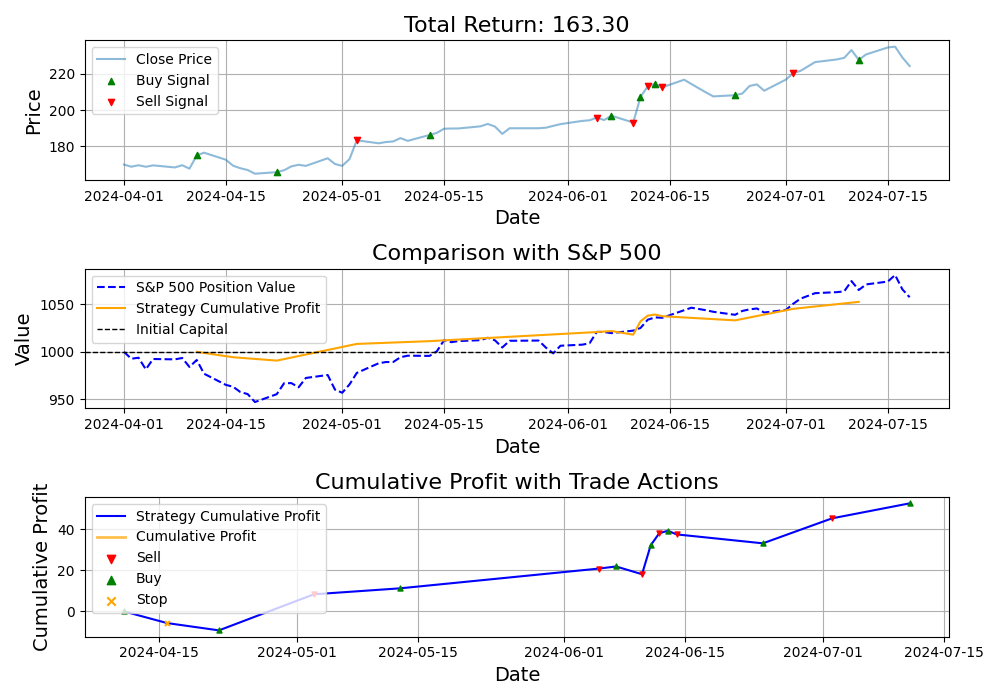 Total Return: 163.30
Close Price
Buy Signal
Sell Signal
Price
220
200
180
2024-04-01 2024-04-15 2024-05-01 2024-05-15 2024-06-01 2024-06-15 2024-07-01 2024-07-15
Date
Comparison with S&P 500
S&P 500 Position Value
Strategy Cumulative Profit
Initial Capital
Value
1050
1000
950
2024-04-01 2024-04-15 2024-05-01 2024-05-15 2024-06-01 2024-06-15 2024-07-01 2024-07-15
Date
Cumulative Profit with Trade Actions
Strategy Cumulative Profit
Cumulative Profit
Sell
Buy
Stop
Cumulative Profit
40
20
0
2024-04-15 2024-05-01 2024-05-15 2024-06-01 2024-06-15 2024-07-01 2024-07-15
Date